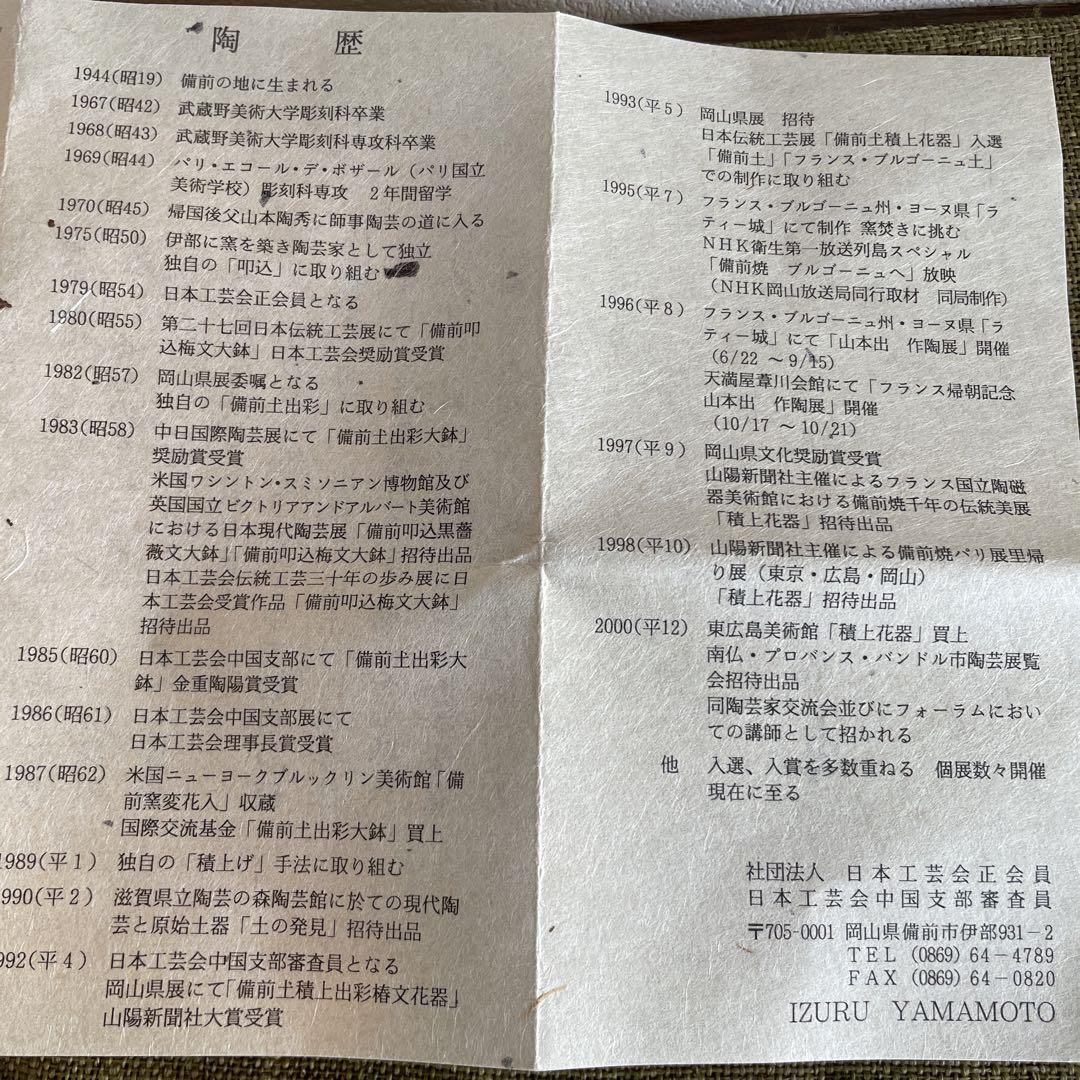 陶 歴
1944(昭19) 備前の地に生まれる
1967(昭42) 武蔵野美術大学彫刻科卒業
1968(昭43) 武蔵野美術大学彫刻科専攻科卒業
1969(昭44) パリ・エコール・デ・ボザール（パリ国立
美術学校）彫刻科専攻 2年間留学
1970(昭45) 帰国後父山本陶秀に師事陶芸の道に入る
1975(昭50) 伊部に窯を築き陶芸家として独立
独自の「叩込」に取り組む
1979(昭54) 日本工芸会正会員となる
1980(昭55) 第二十七回日本伝統工芸展にて「備前叩
込梅文大鉢」日本工芸会奨励賞受賞
1982(昭57) 岡山県展委嘱となる
独自の「備前土出彩」に取り組む
1983(昭58) 中日国際陶芸展にて「備前土出彩大鉢」
奨励賞受賞
米国ワシントン・スミソニアン博物館及び
英国国立ビクトリアアンドアルバート美術館
における日本現代陶芸展「備前叩込黒薔
薇文大鉢」「備前叩込梅文大鉢」招待出品
日本工芸会伝統工芸三十年の歩み展に日
本工芸会受賞作品「備前叩込梅文大鉢」
招待出品
1985(昭60) 日本工芸会中国支部にて「備前土出彩大
鉢」金重陶陽賞受賞
1986(昭61) 日本工芸会中国支部展にて
日本工芸会理事長賞受賞
1987(昭62) 米国ニューヨークブルックリン美術館「備
前窯変花入」収蔵
国際交流基金「備前土出彩大鉢」買上
1989(平1) 独自の「積上げ」手法に取り組む
990(平2) 滋賀県立陶芸の森陶芸館に於ての現代陶
芸と原始土器「土の発見」招待出品
992(平4) 日本工芸会中国支部審査員となる
岡山県展にて「備前土積上出彩椿文花器」
山陽新聞社大賞受賞
1993(平5) 岡山県展 招待
日本伝統工芸展「備前土積上花器」入選
「備前土」「フランス・ブルゴーニュ土」
での制作に取り組む
1995(平7) フランス・ブルゴーニュ州・ヨーヌ県「ラ
ティー城」にて制作 窯焚きに挑む
NHK衛生第一放送列島スペシャル
「備前焼 ブルゴーニュへ」放映
（NHK岡山放送局同行取材 同局制作）
1996(平8) フランス・ブルゴーニュ州・ヨーヌ県「ラ
ティー城」にて「山本出 作陶展」開催
(6/22 〜9/15)
天満屋葦川会館にて「フランス帰朝記念
山本出 作陶展」開催
(10/17 〜10/21)
1997(平9) 岡山県文化奨励賞受賞
山陽新聞社主催によるフランス国立陶磁
器美術館における備前焼千年の伝統美展
「積上花器」招待出品
1998(平10) 山陽新聞社主催による備前焼パリ展里帰
り展（東京・広島・岡山）
「積上花器」招待出品
2000(平12) 東広島美術館「積上花器」買上
南仏・プロバンス・バンドル市陶芸展覧
会招待出品
同陶芸家交流会並びにフォーラムにおい
ての講師として招かれる
他 入選、入賞を多数重ねる 個展数々開催
現在に至る
社団法人 日本工芸会正会員
日本工芸会中国支部審査員
〒705-0001 岡山県備前市伊部931－2
TEL (0869) 64－4789
FAX (0869) 64－0820
IZURU YAMAMOTO